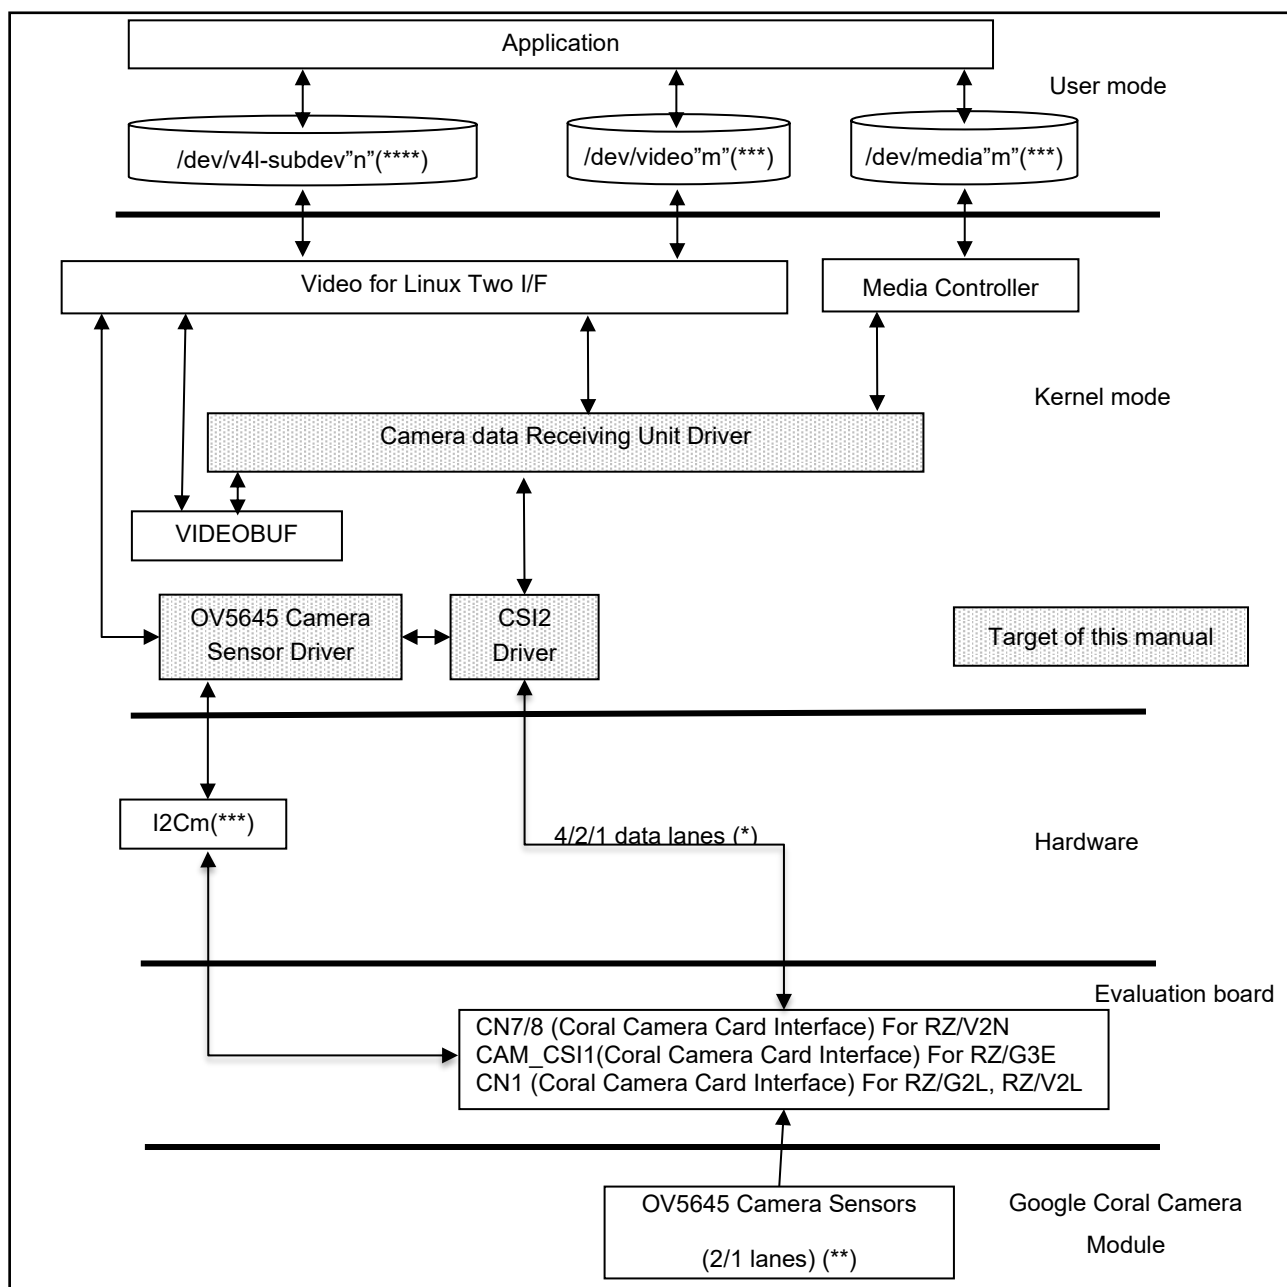 Application
User mode
/dev/v4l-subdev”n”(****)
/dev/video”m”(***)
/dev/media”m”(***)
Video for Linux Two I/F
Media Controller
Kernel mode
Camera data Receiving Unit Driver
VIDEOBUF
OV5645 Camera
Sensor Driver
CSI2
Driver
Target of this manual
I2Cm(***)
4/2/1 data lanes (*)
Hardware
Evaluation board
CN7/8 (Coral Camera Card Interface) For RZ/V2N
CAM_CSI1(Coral Camera Card Interface) For RZ/G3E
CN1 (Coral Camera Card Interface) For RZ/G2L, RZ/V2L
OV5645 Camera Sensors
(2/1 lanes) (**)
Google Coral Camera
Module